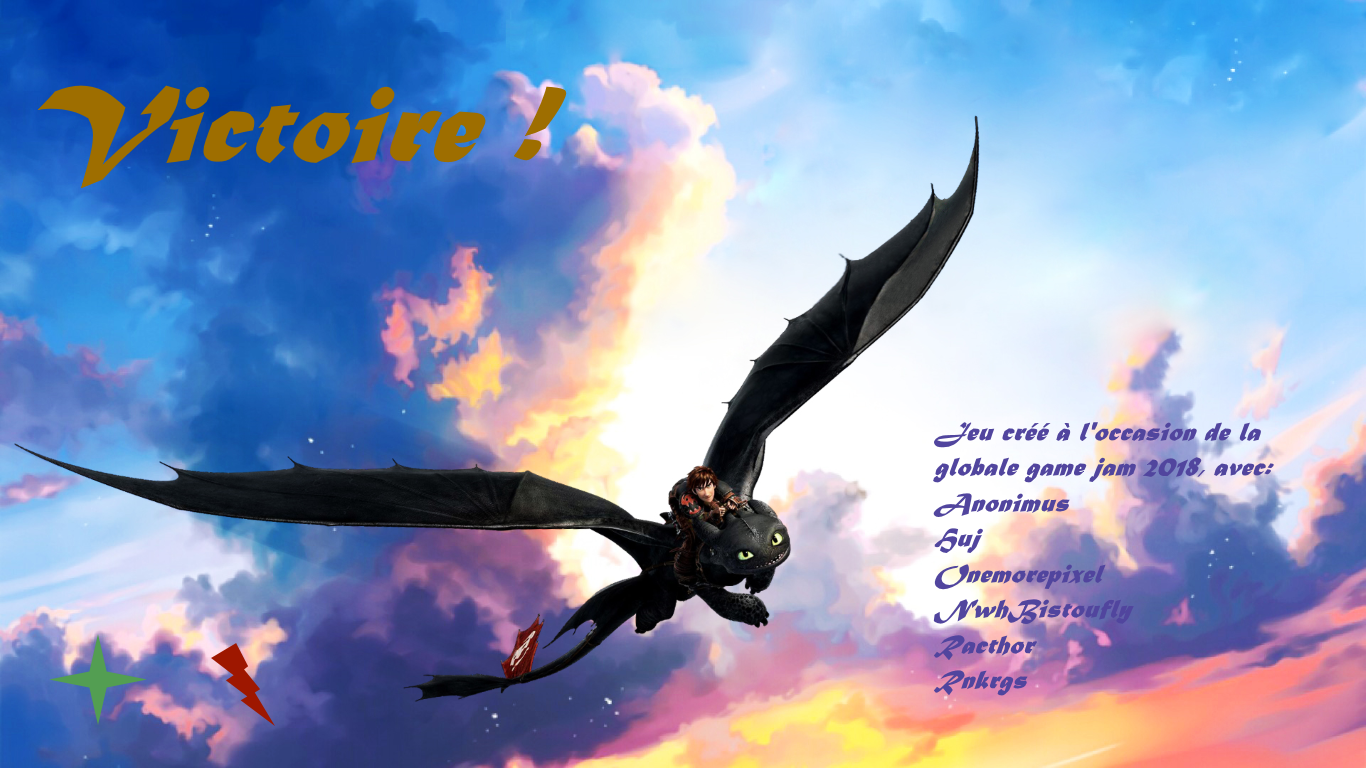 Victoire !
Jeu créé à l'occasion de la
globale game jam 2018, avec:
Anonimus
Huj
Onemorepixel
NwhBistoufly
Racthor
Rnkrgs